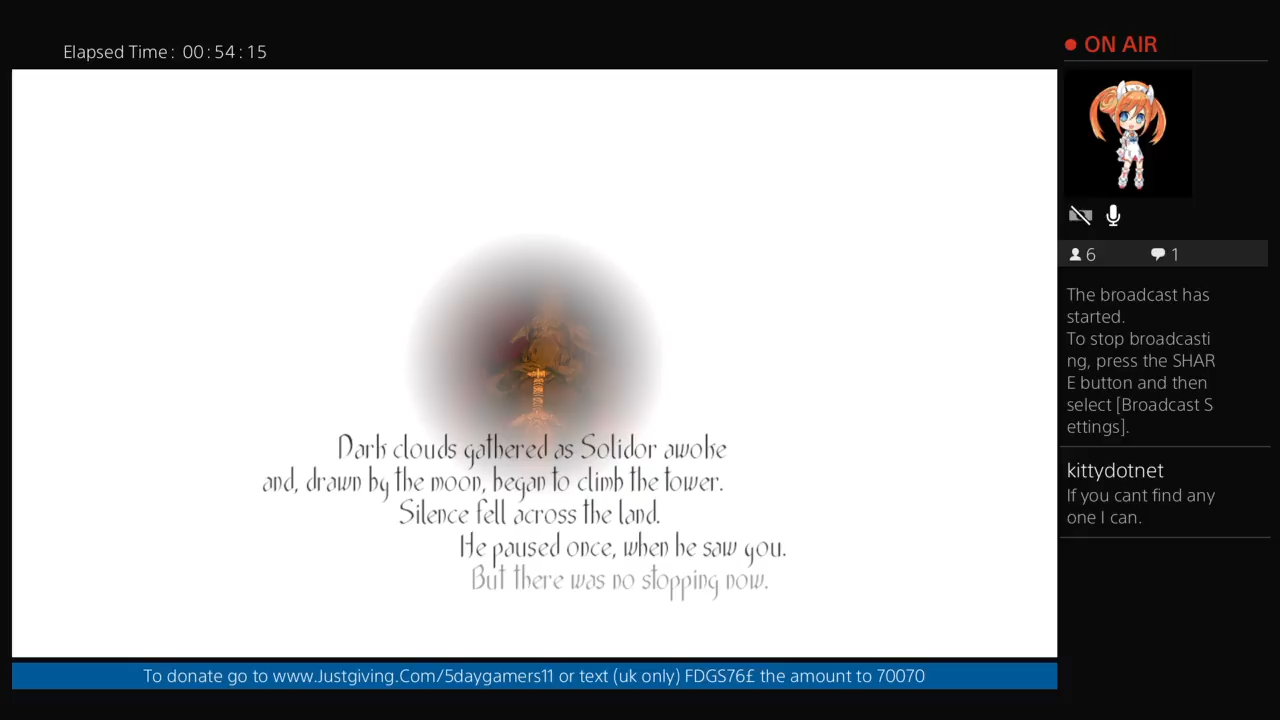 Elapsed Time: 00:54:15
ON AIR
Dark clouds gathered as Solidor awoke
and, drawn by the moon, began to climb the tower.
Silence fell across the land.
He paused once, when he saw you.
But there was no stopping now.
6
1
The broadcast has
started.
To stop broadcasti
ng, press the SHAR
E button and then
select [Broadcast S
ettings].
kittydotnet
If you cant find any
one I can.
To donate go to www.Justgiving.Com/5daygamers11 or text (uk only) FDGS76£ the amount to 70070